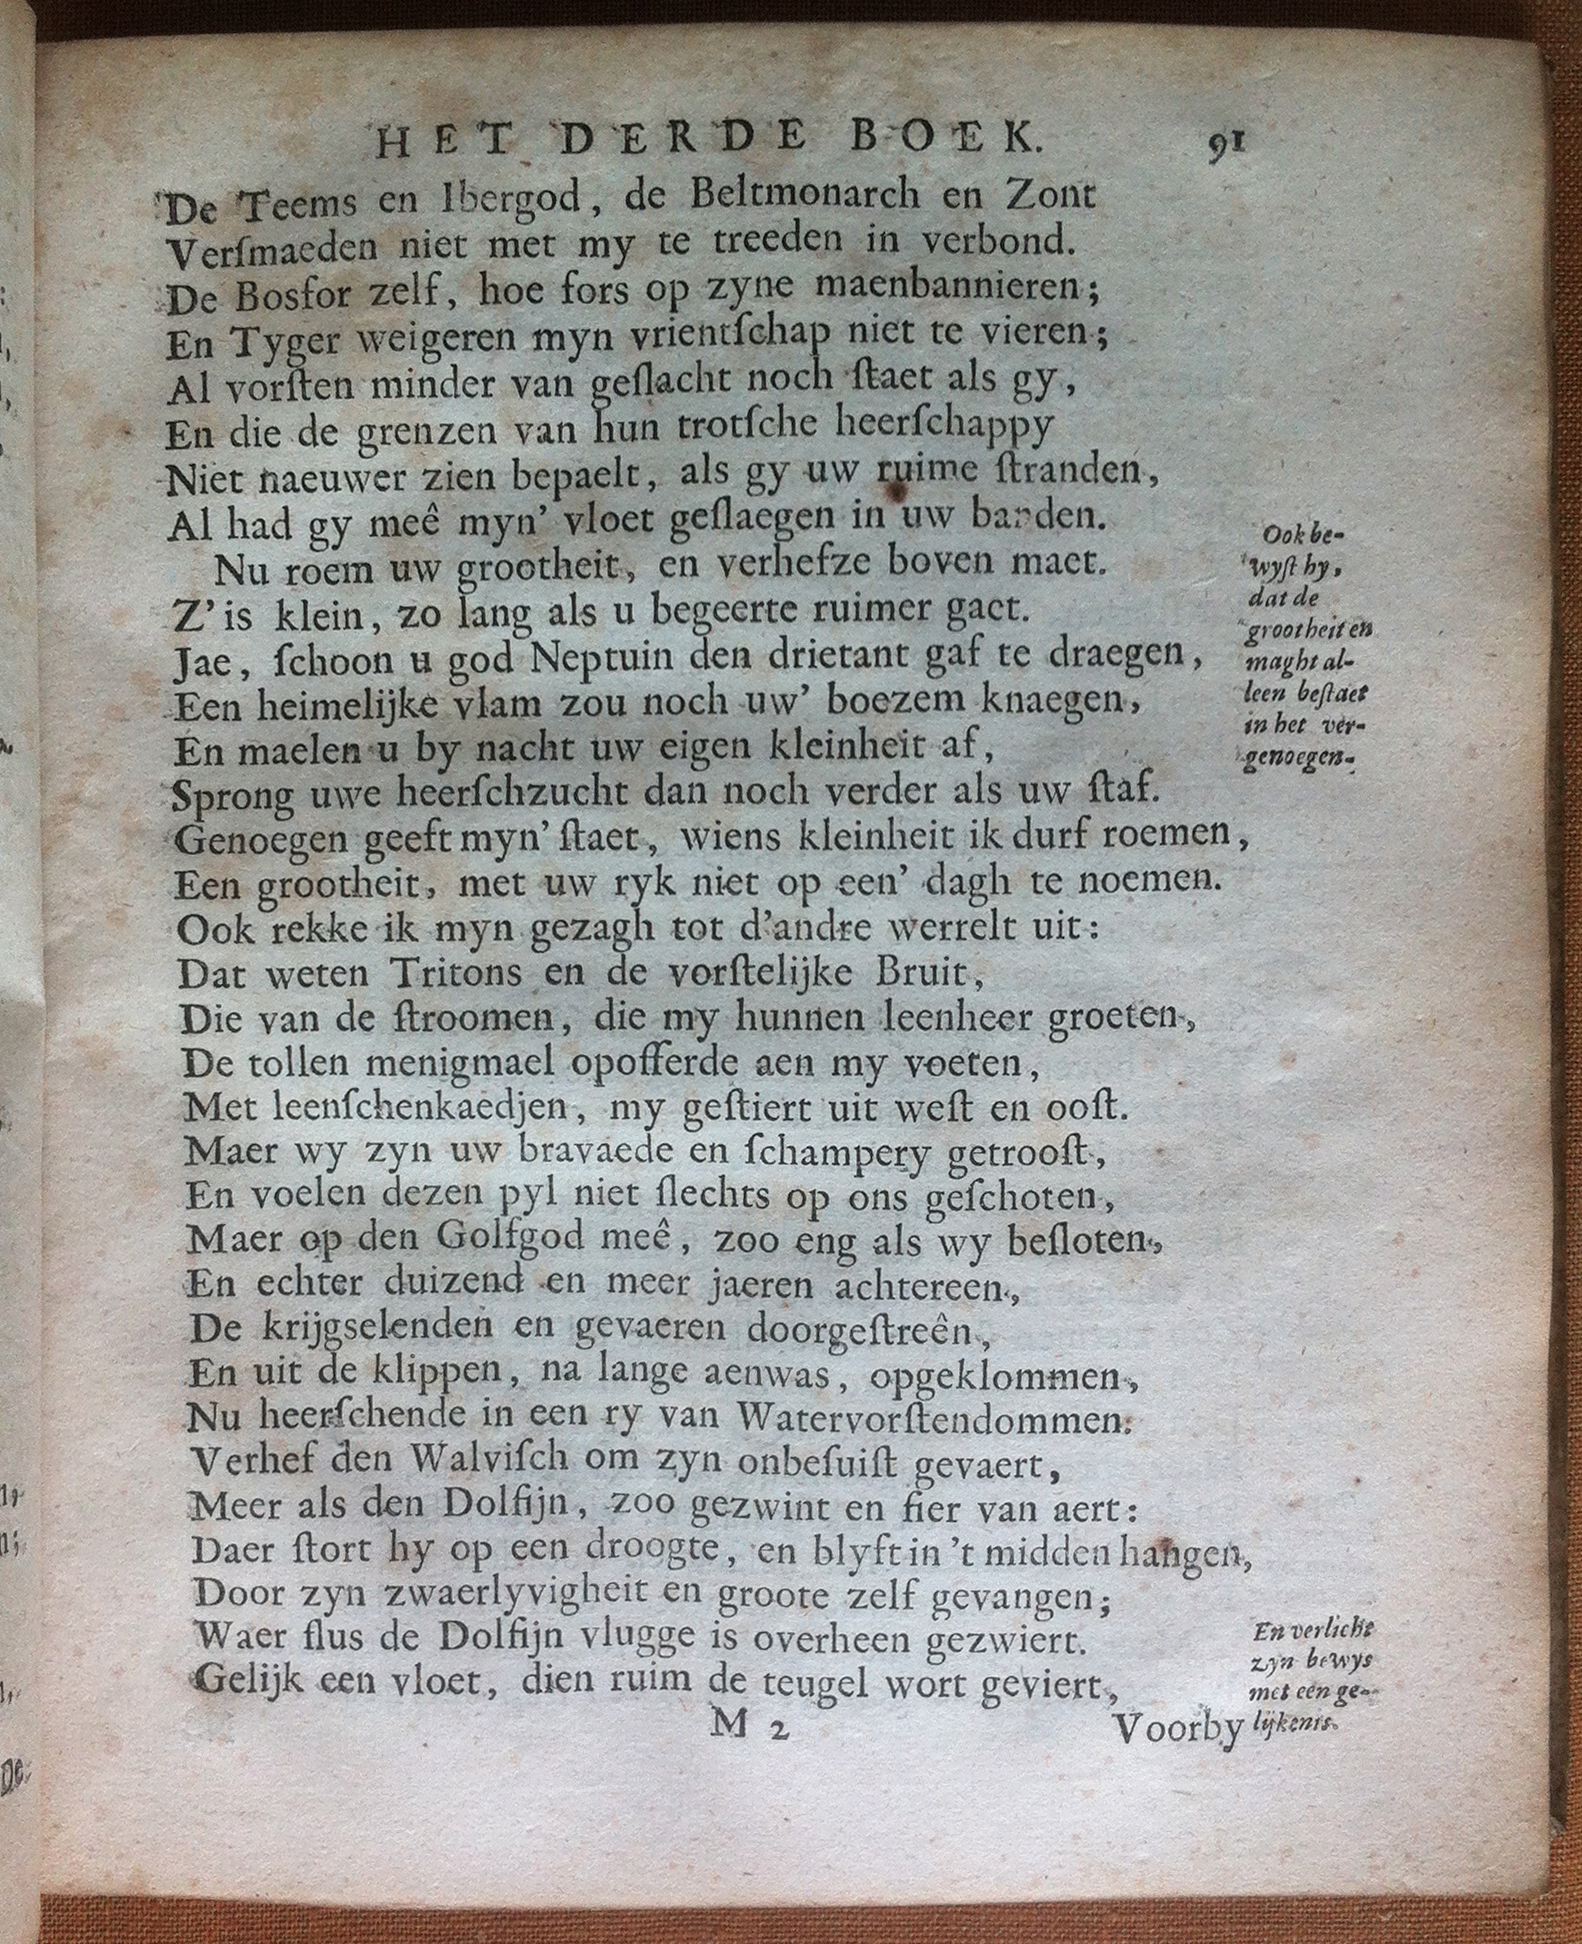 HET DERDE BOEK. 91
De Teems en Ibergod, de Beltmonarch en Zont
Verſmaeden niet met my te treeden in verbond.
De Bosfor zelf, hoe fors op zyne maenbannieren;
En Tyger weigeren myn vrientſchap niet te vieren;
Al vorſten minder van geſlacht noch ſtaet als gy,
En die de grenzen van hun trotſche heerſchappy
Niet naeuwer zien bepaelt, als gy uw ruime ſtranden,
Al had gy meê myn' vloet geſlaegen in uw banden.
Nu roem uw grootheit, en verhefze boven maet.
Z' is klein, zo lang als u begeerte ruimer gaet.
Jae, ſchoon u god Neptuin den drietant gaf te draegen,
Een heimelijke vlam zou noch uw' boezem knaegen,
En maelen u by nacht uw eigen kleinheit af,
Sprong uwe heerſchzucht dan noch verder als uw ſtaf.
Genoegen geeft myn' ſtaet, wiens kleinheit ik durf roemen,
Een grootheit, met uw ryk niet op een' dagh te noemen.
Ook rekke ik myn gezagh tot d'andre werrelt uit:
Dat weten Tritons en de vorſtelijke Bruit,
Die van de ſtroomen, die my hunnen leenheer groeten,
De tollen menigmael opofferde aen my voeten,
Met leenſchenkaedjen, my geſtiert uit weſt en ooſt.
Maer wy zyn uw bravaede en ſchampery getrooſt,
En voelen dezen pyl niet ſlechts op ons geſchoten,
Maer op den Golfgod meê, zoo eng als wy beſloten,
En echter duizend en meer jaeren achtereen,
De krijgselenden en gevaeren doorgeſtreên,
En uit de klippen, na lange aenwas, opgeklommen,
Nu heerſchende in een ry van Watervorſtendommen.
Verhef den Walviſch om zyn onbeſuiſt gevaert,
Meer als den Dolfijn, zoo gezwint en fier van aert:
Daer ſtort hy op een droogte, en blyft in 't midden hangen,
Door zyn zwaerlyvigheit en groote zelf gevangen;
Waer flus de Dolfijn vlugge is overheen gezwiert.
Gelijk een vloet, dien ruim de teugel wort geviert,
M 2 Voorby
Ook be-
wyſt hy,
dat de
grootheit en
maght al-
leen beſtaet
in het ver-
genoegen.
En verlicht
zyn bewys
met een ge-
lijkenis.